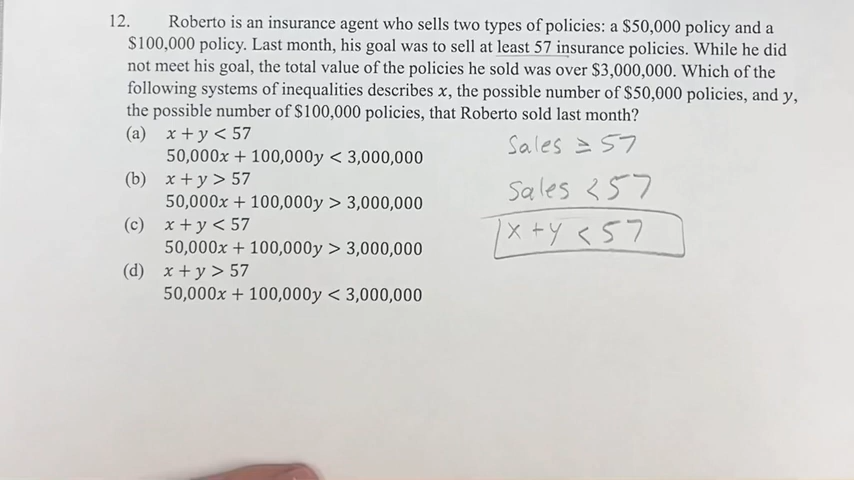 12. Roberto is an insurance agent who sells two types of policies: a $50,000 policy and a
$100,000 policy. Last month, his goal was to sell at least 57 insurance policies. While he did
not meet his goal, the total value of the policies he sold was over $3,000,000. Which of the
following systems of inequalities describes x, the possible number of $50,000 policies, and y,
the possible number of $100,000 policies, that Roberto sold last month?
(a) x + y < 57
50,000x + 100,000y < 3,000,000
(b) x + y > 57
50,000x + 100,000y > 3,000,000
(c) x + y < 57
50,000x + 100,000y > 3,000,000
(d) x + y > 57
50,000x + 100,000y < 3,000,000
Sales ≥ 57
Sales < 57
x + y < 57